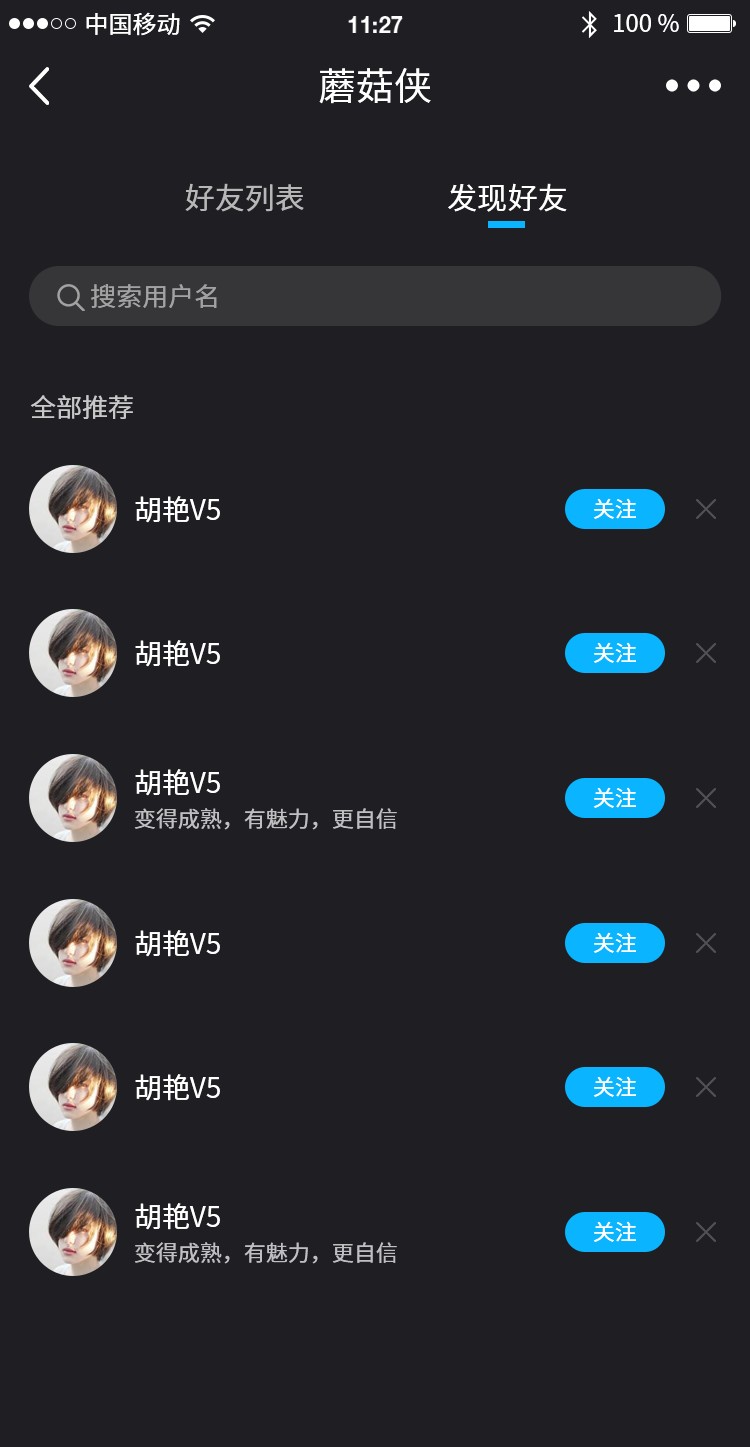 中国移动
11:27
100 %
蘑菇侠
好友列表
发现好友
搜索用户名
全部推荐
胡艳V5
关注
胡艳V5
关注
胡艳V5
变得成熟，有魅力，更自信
关注
胡艳V5
关注
胡艳V5
关注
胡艳V5
变得成熟，有魅力，更自信
关注